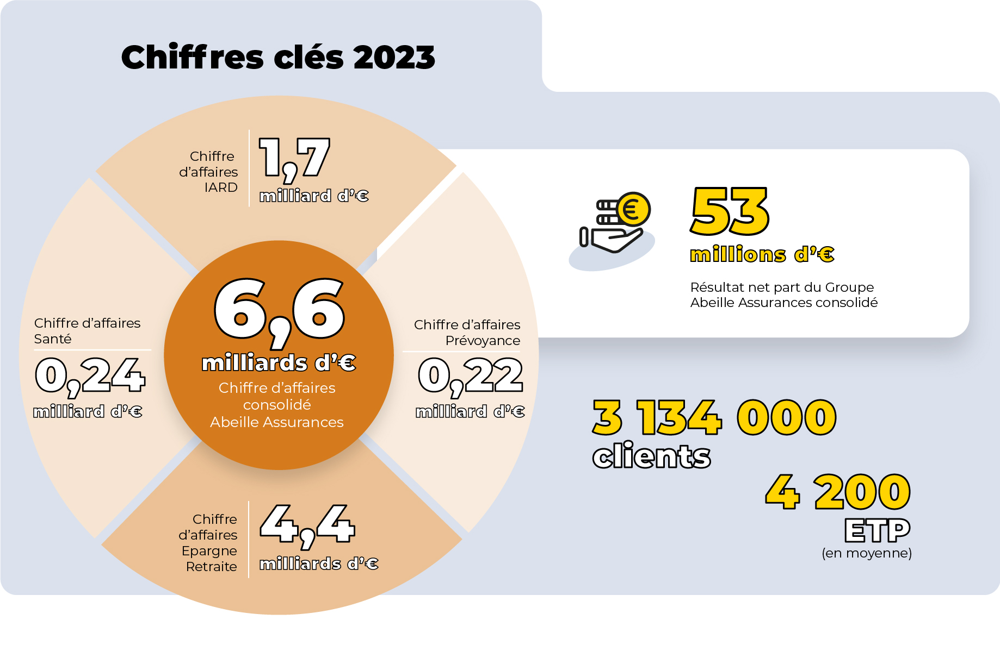 Chiffres clés 2023
Chiffre
d’affaires
IARD
1,7
milliard d’€
53
millions d’€
Résultat net part du Groupe
Abeille Assurances consolidé
Chiffre d’affaires
Santé
0,24
milliard d’€
6,6
milliards d’€
Chiffre d’affaires
consolidé
Abeille Assurances
Chiffre d’affaires
Prévoyance
0,22
milliard d’€
3 134 000
clients
4 200
ETP
(en moyenne)
Chiffre
d’affaires
Epargne
Retraite
4,4
milliards d’€